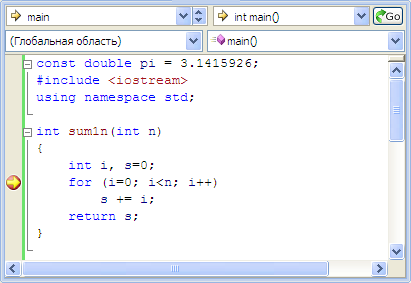 main
int main()
Go
(Глобальная область)
main()
const double pi = 3.1415926;
#include <iostream>
using namespace std;
int sum1n(int n)
{
    int i, s=0;
    for (i=0; i<n; i++)
        s += i;
    return s;
}